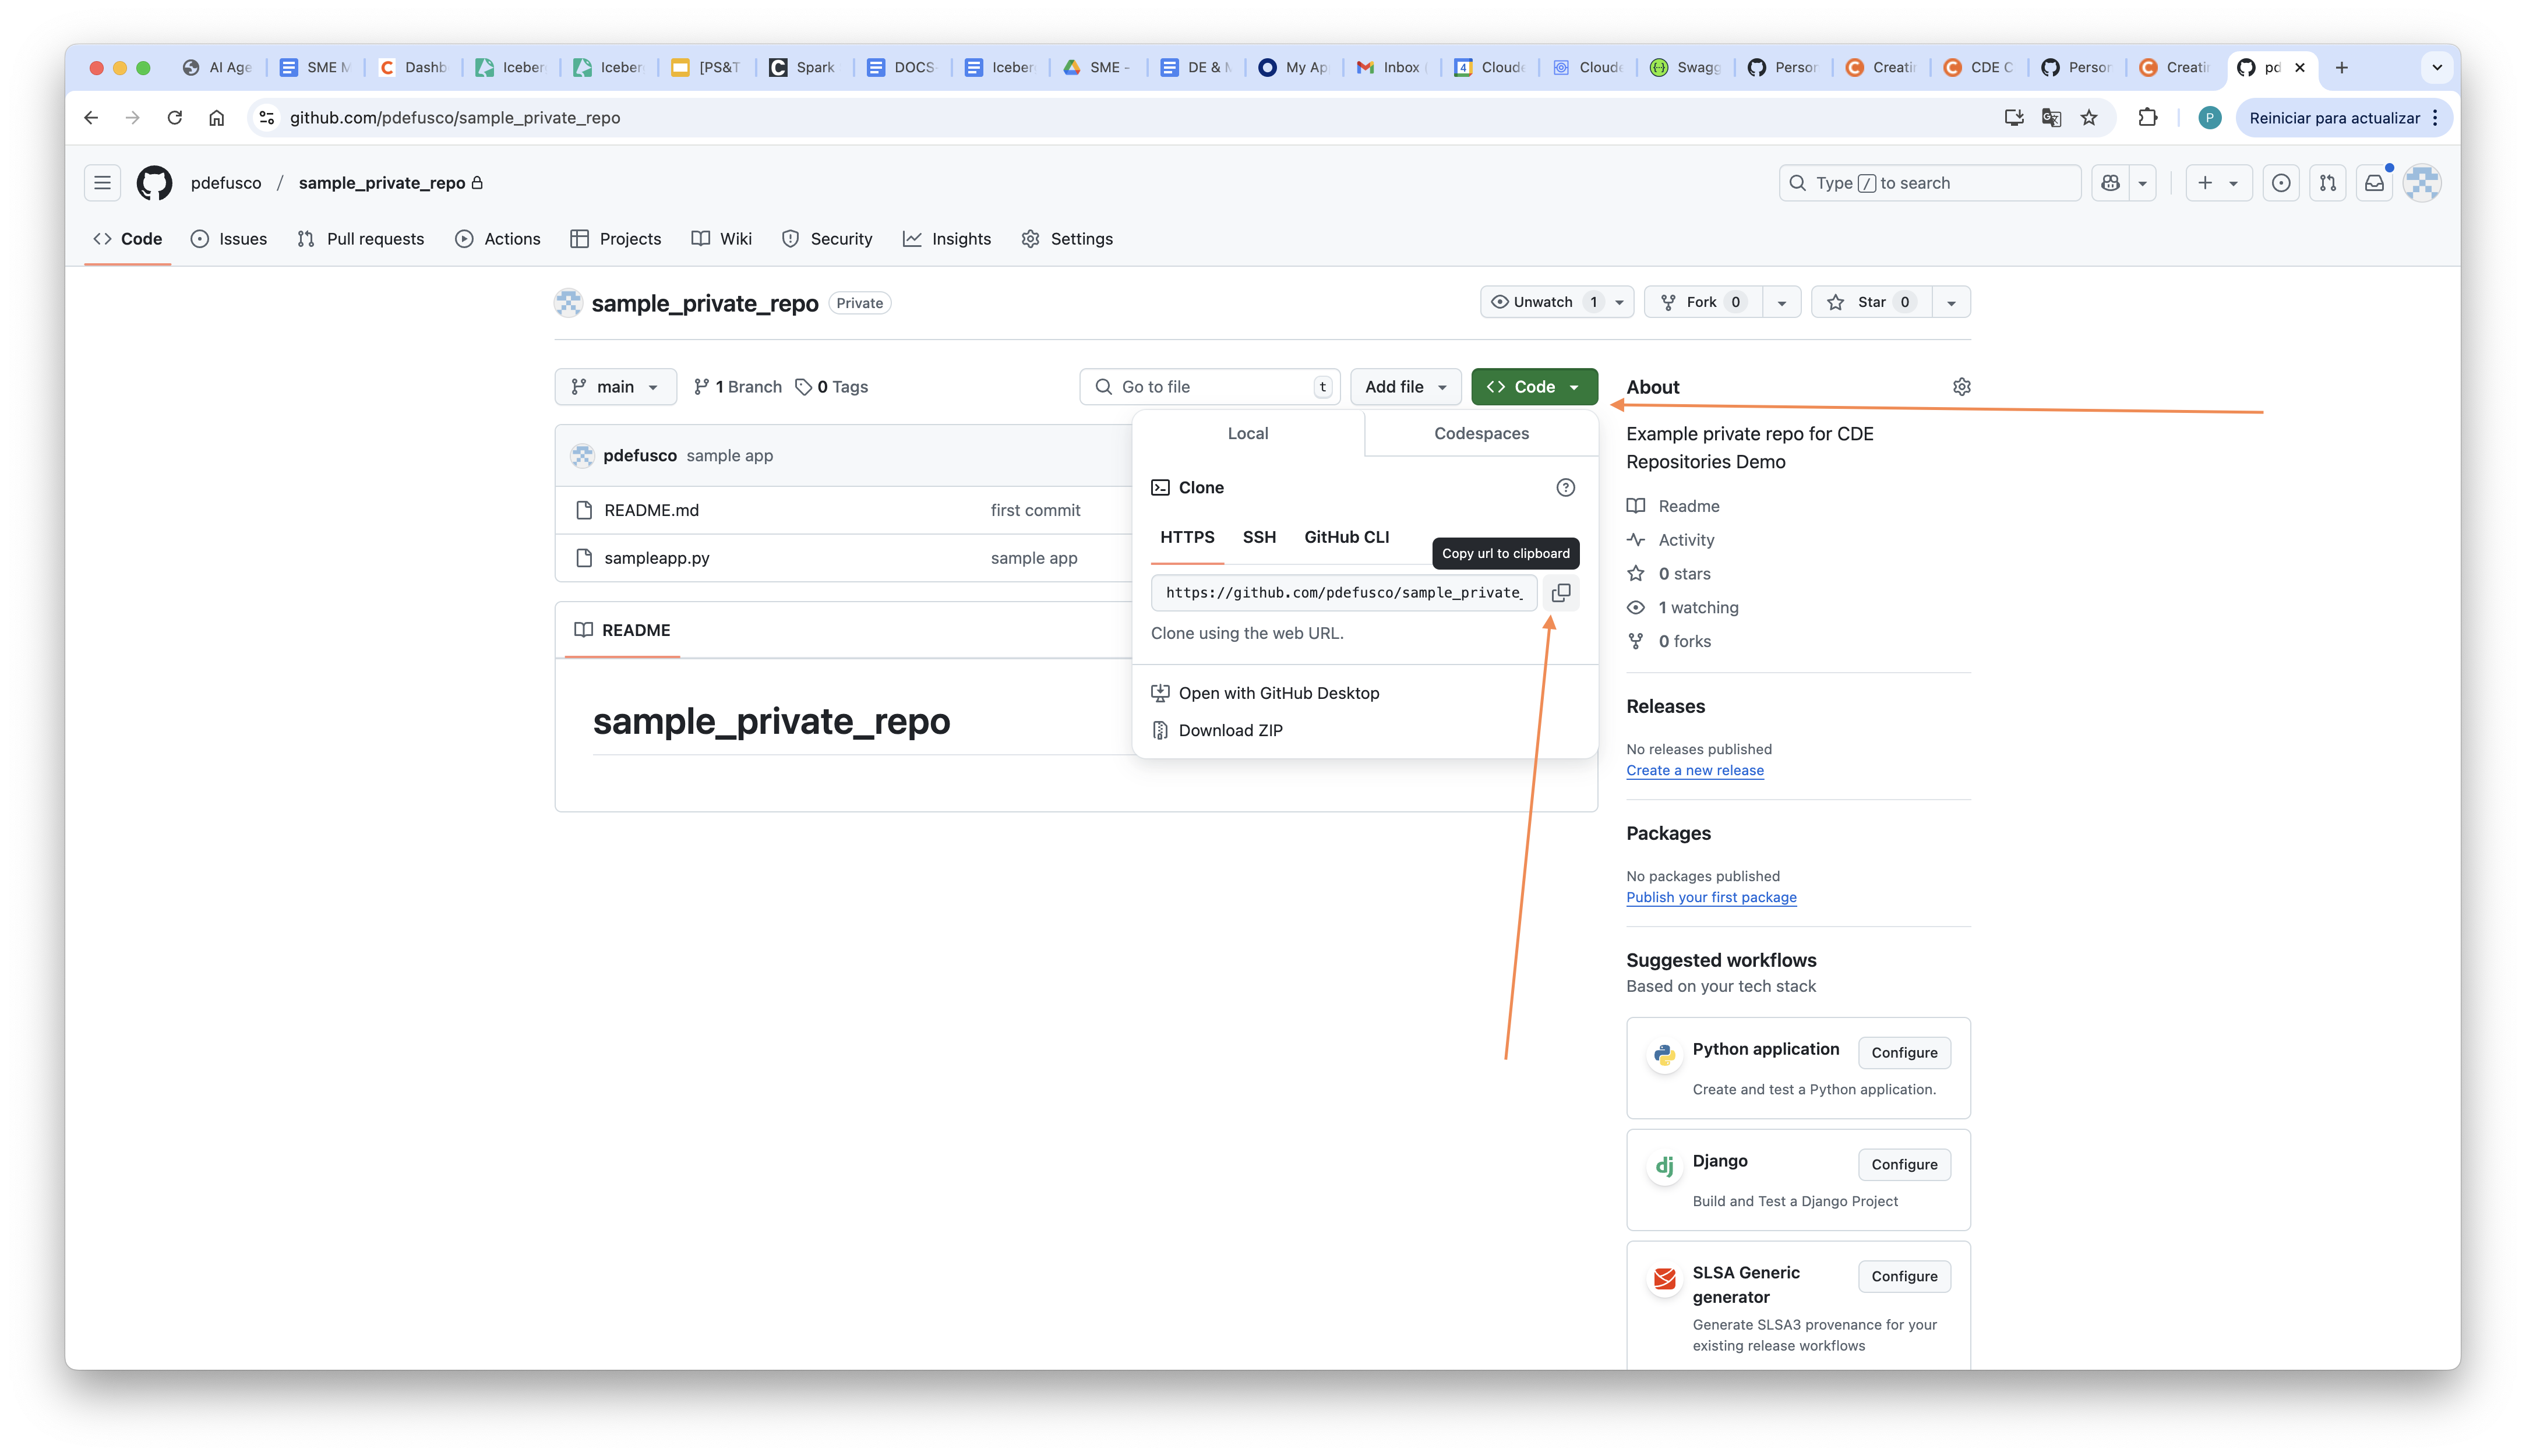 AI Age
SME M
Dashb
Iceber
Iceber
[PS&T
Spark
DOCS
Iceber
SME -
DE & M
My Ap
Inbox
4
Cloude
Cloude
Swagg
Person
Creatin
CDE C
Person
Creatin
pd
github.com/pdefusco/sample_private_repo
P
Reiniciar para actualizar
pdefusco / sample_private_repo
Type / to search
Code
Issues
Pull requests
Actions
Projects
Wiki
Security
Insights
Settings
sample_private_repo Private
Unwatch 1
Fork 0
Star 0
main
1 Branch
0 Tags
Go to file t
Add file
Code
Local
Codespaces
Clone
HTTPS
SSH
GitHub CLI
Copy url to clipboard
https://github.com/pdefusco/sample_private_
Clone using the web URL.
Open with GitHub Desktop
Download ZIP
pdefusco sample app
README.md first commit
sampleapp.py sample app
README
sample_private_repo
About
Example private repo for CDE
Repositories Demo
Readme
Activity
0 stars
1 watching
0 forks
Releases
No releases published
Create a new release
Packages
No packages published
Publish your first package
Suggested workflows
Based on your tech stack
Python application
Configure
Create and test a Python application.
dj
Django
Configure
Build and Test a Django Project
SLSA Generic
generator
Configure
Generate SLSA3 provenance for your
existing release workflows